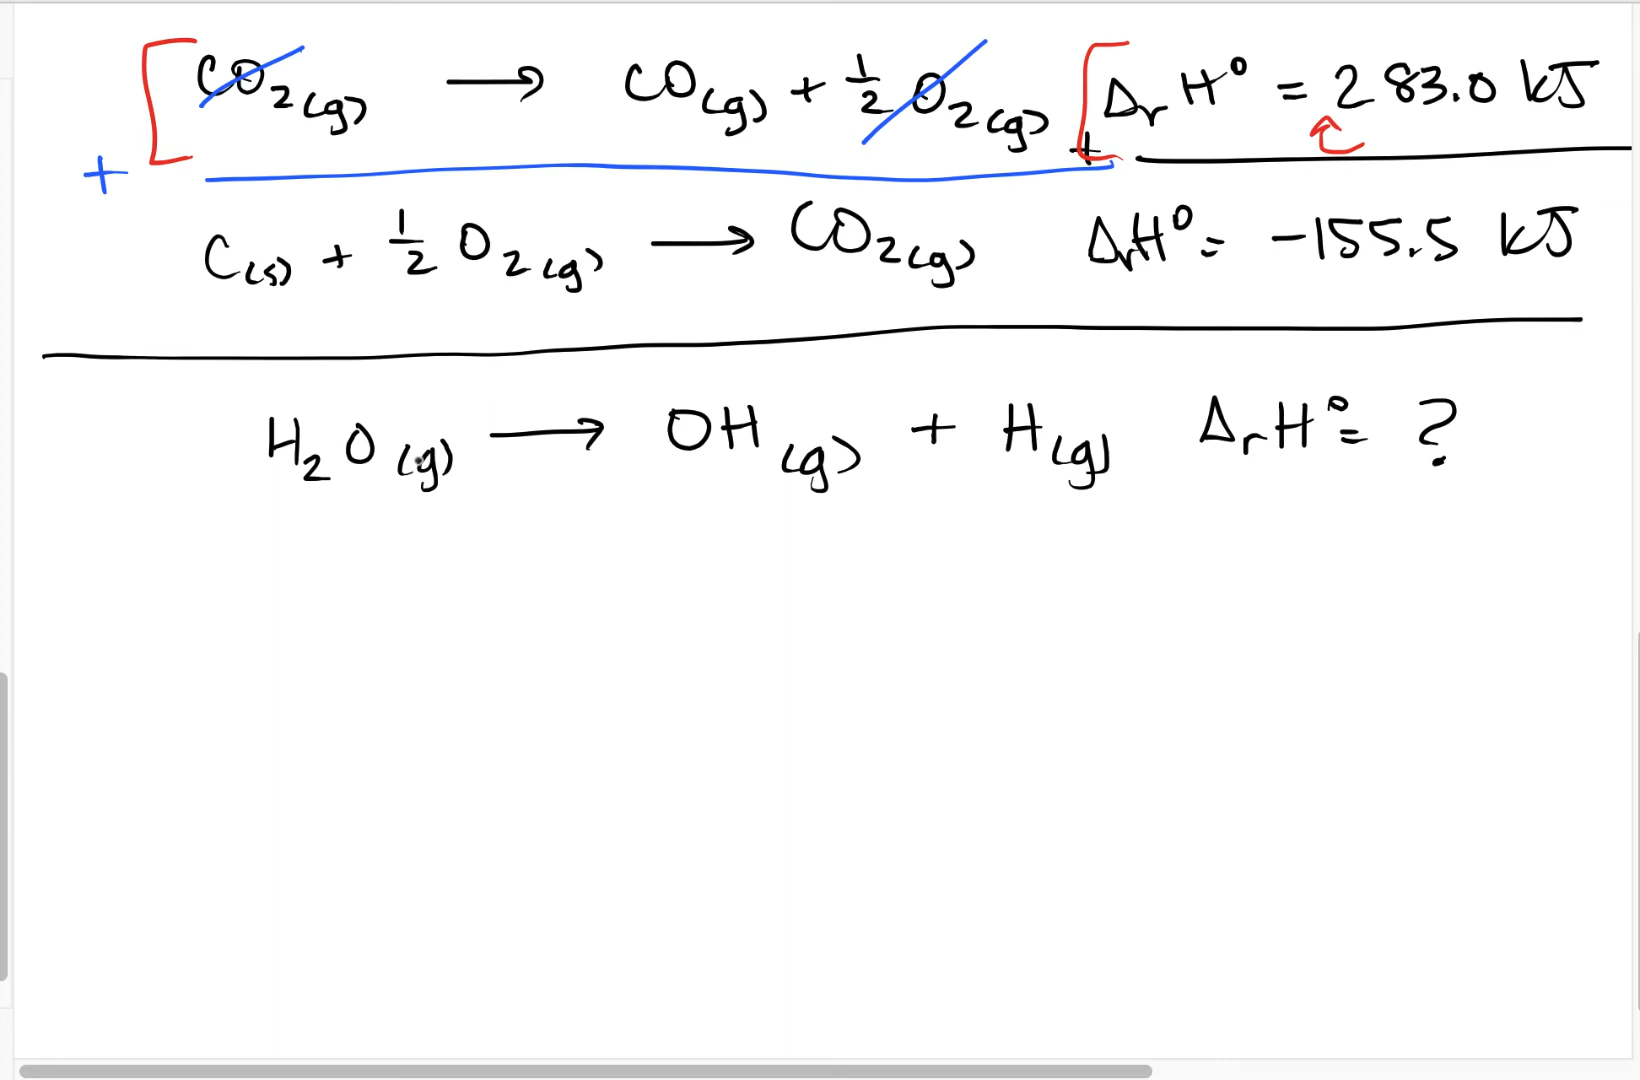 CO₂(g) → CO(g) + ½ O₂(g) ΔrH° = 283.0 kJ
+ +
C(s) + ½ O₂(g) → CO₂(g) ΔrH° = -155.5 kJ
H₂O(g) → OH(g) + H(g) ΔrH° = ?